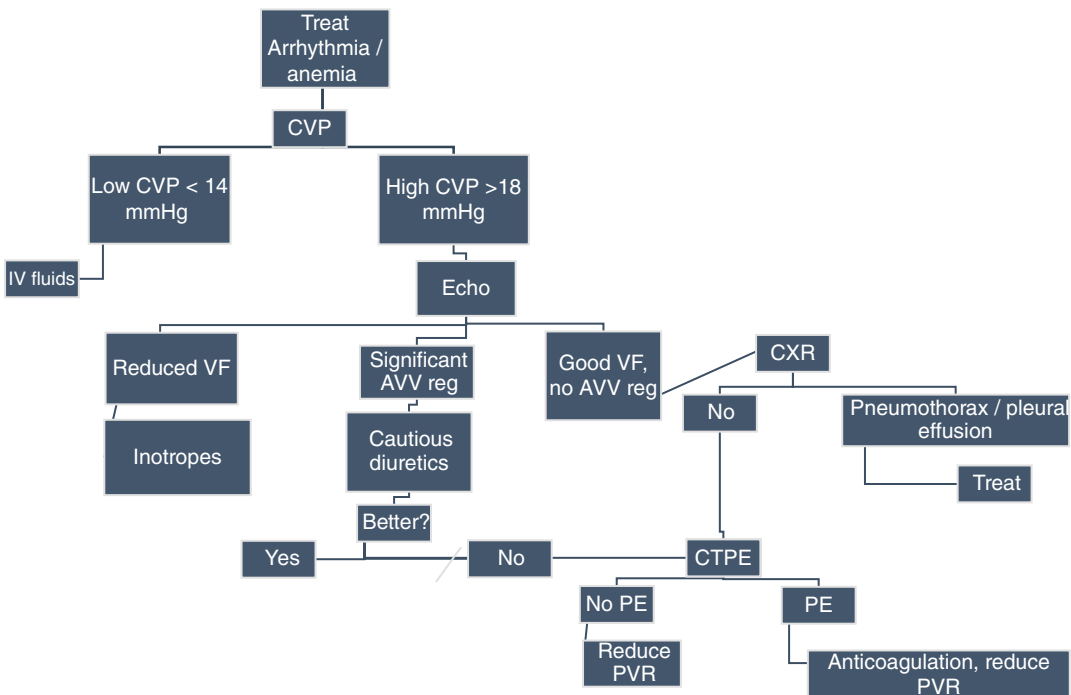 Treat
Arrhythmia /
anemia
CVP
Low CVP < 14
mmHg
High CVP >18
mmHg
IV fluids
Echo
Reduced VF
Significant
AVV reg
Good VF,
no AVV reg
CXR
No
Pneumothorax / pleural
effusion
Inotropes
Cautious
diuretics
Treat
Better?
Yes
No
CTPE
No PE
PE
Reduce
PVR
Anticoagulation, reduce
PVR